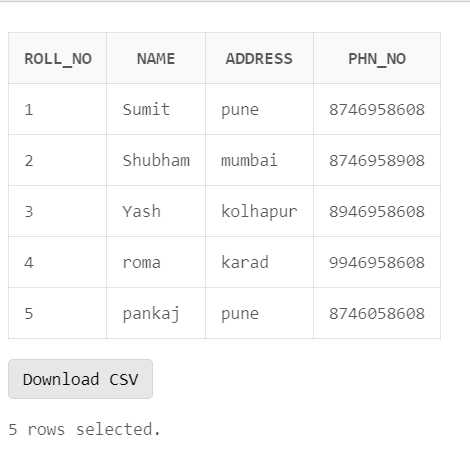 ROLL_NO NAME ADDRESS PHN_NO
1 Sumit pune 8746958608
2 Shubham mumbai 8746958908
3 Yash kolhapur 8946958608
4 roma karad 9946958608
5 pankaj pune 8746058608
Download CSV
5 rows selected.